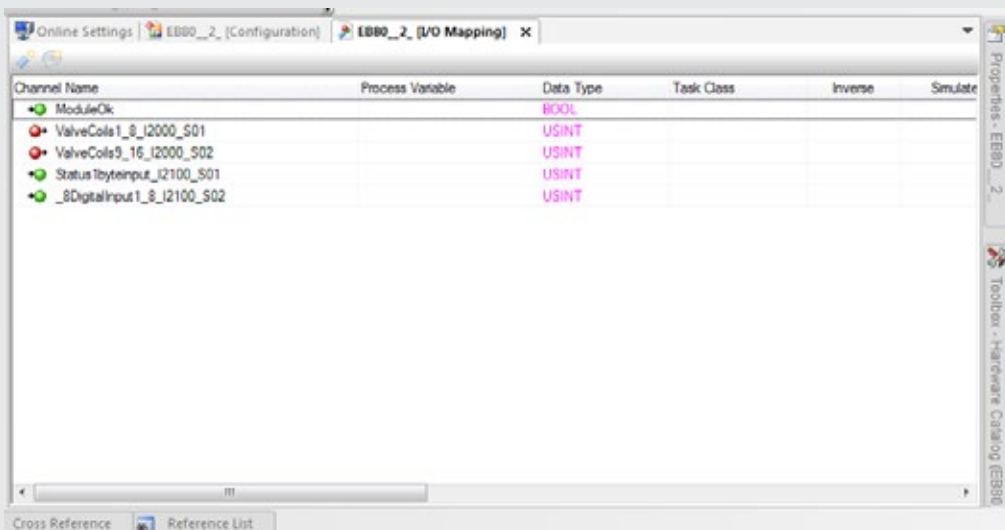 Online Settings EB80__2_ [Configuration] EB80__2_ [I/O Mapping] X
Channel Name Process Variable Data Type Task Class Inverse Simulate
ModuleOk BOOL
ValveCoils1_8_I2000_S01 USINT
ValveCoils9_16_I2000_S02 USINT
Status1byteinput_I2100_S01 USINT
_8DigitalInput1_8_I2100_S02 USINT
Cross Reference Reference List
Properties - EB80__2_
Toolbox - Hardware Catalog (EB80